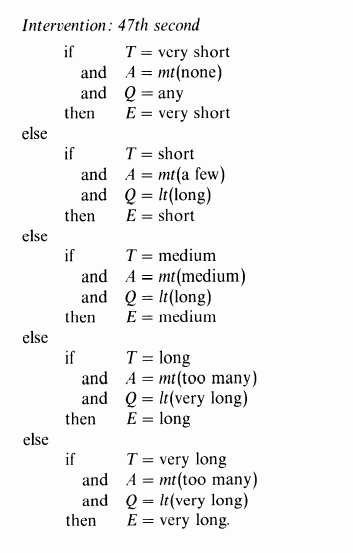 Intervention: 47th second
if T = very short
and A = mt(none)
and Q = any
then E = very short
else
if T = short
and A = mt(a few)
and Q = lt(long)
then E = short
else
if T = medium
and A = mt(medium)
and Q = lt(long)
then E = medium
else
if T = long
and A = mt(too many)
and Q = lt(very long)
then E = long
else
if T = very long
and A = mt(too many)
and Q = lt(very long)
then E = very long.